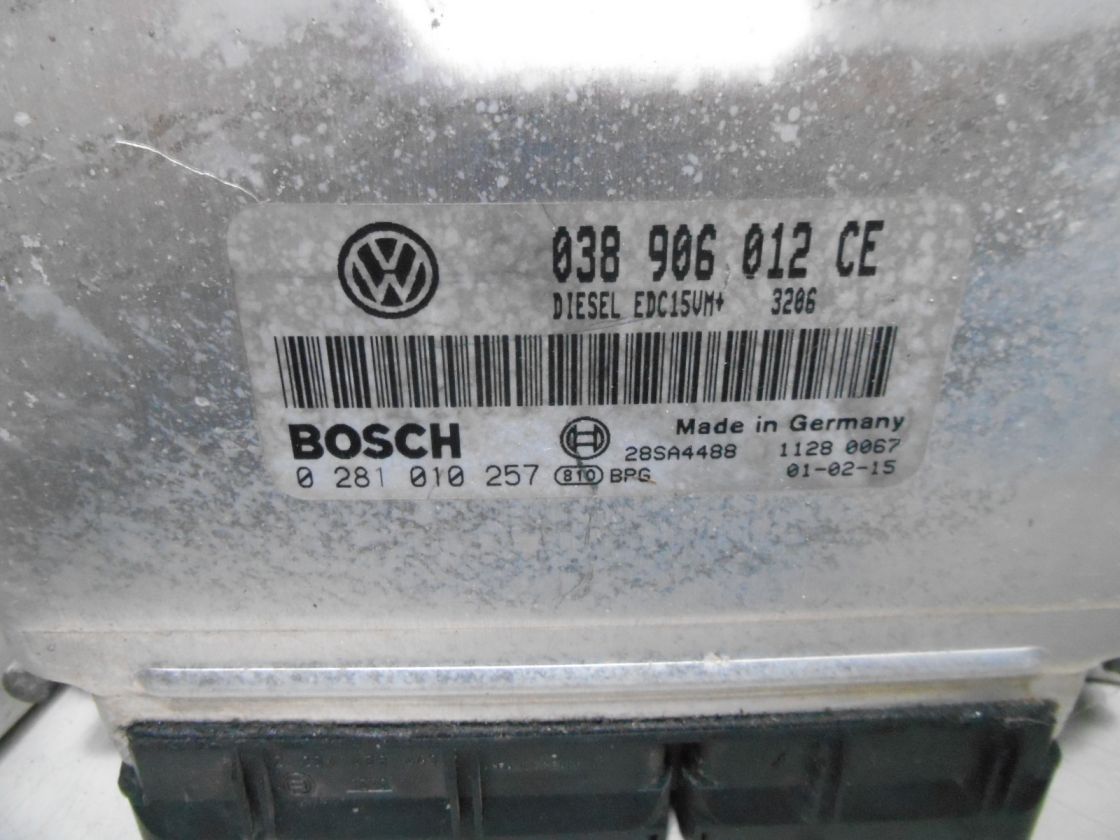 038 906 012 CE
DIESEL EDC15VM+ 3206
BOSCH
Made in Germany
28SA4488 1128 0067
0 281 010 257 810 BPG 01-02-15